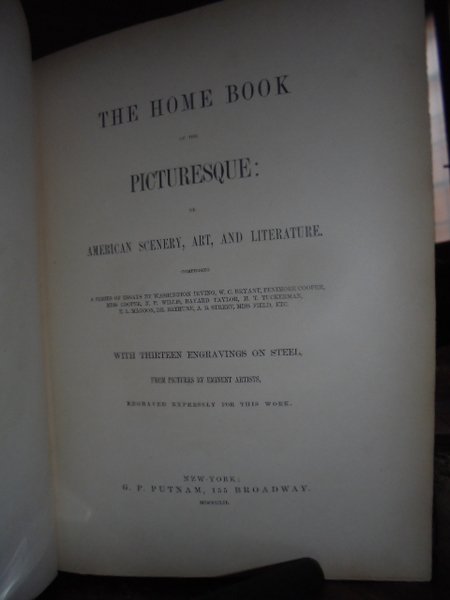 THE HOME BOOK
OF THE
PICTURESQUE:
OR
AMERICAN SCENERY, ART, AND LITERATURE.
COMPRISING
A SERIES OF ESSAYS BY WASHINGTON IRVING, W. C. BRYANT, FENIMORE COOPER,
MISS COOPER, N. P. WILLIS, BAYARD TAYLOR, H. T. TUCKERMAN,
E. L. MAGOON, DR. BETHUNE, A. B. STREET, MISS FIELD, ETC.
WITH THIRTEEN ENGRAVINGS ON STEEL,
FROM PICTURES BY EMINENT ARTISTS,
ENGRAVED EXPRESSLY FOR THIS WORK.
NEW-YORK:
G. P. PUTNAM, 155 BROADWAY.